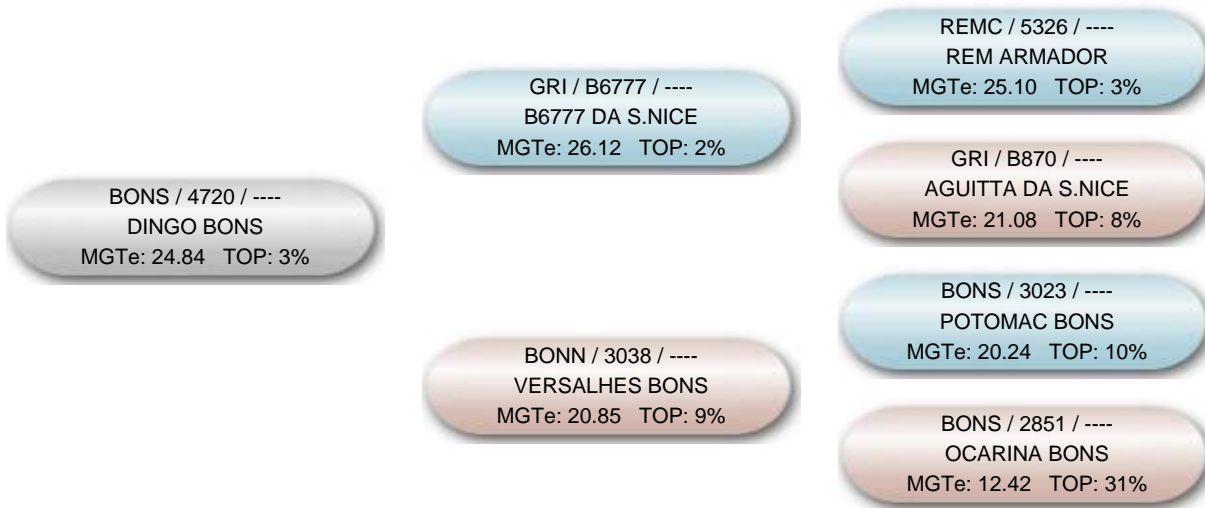 BONS / 4720 / ----
DINGO BONS
MGTe: 24.84 TOP: 3%
GRI / B6777 / ----
B6777 DA S.NICE
MGTe: 26.12 TOP: 2%
BONN / 3038 / ----
VERSALHES BONS
MGTe: 20.85 TOP: 9%
REMC / 5326 / ----
REM ARMADOR
MGTe: 25.10 TOP: 3%
GRI / B870 / ----
AGUITTA DA S.NICE
MGTe: 21.08 TOP: 8%
BONS / 3023 / ----
POTOMAC BONS
MGTe: 20.24 TOP: 10%
BONS / 2851 / ----
OCARINA BONS
MGTe: 12.42 TOP: 31%